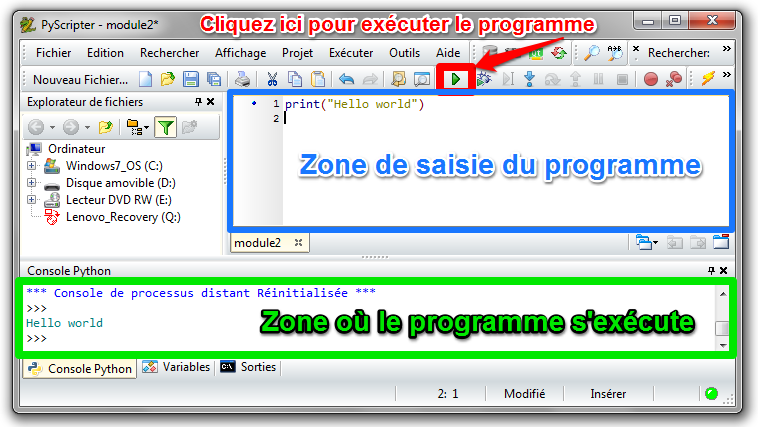 PyScripter - module2*
Cliquez ici pour exécuter le programme
Fichier Edition Rechercher Affichage Projet Exécuter Outils Aide Rechercher:
Nouveau Fichier...
Explorateur de fichiers
Ordinateur
Windows7_OS (C:)
Disque amovible (D:)
Lecteur DVD RW (E:)
Lenovo_Recovery (Q:)
1 print("Hello world")
2
Zone de saisie du programme
module2
Console Python
*** Console de processus distant Réinitialisée ***
>>>
Hello world
>>>
Zone où le programme s'exécute
Console Python Variables Sorties
2: 1 Modifié Insérer